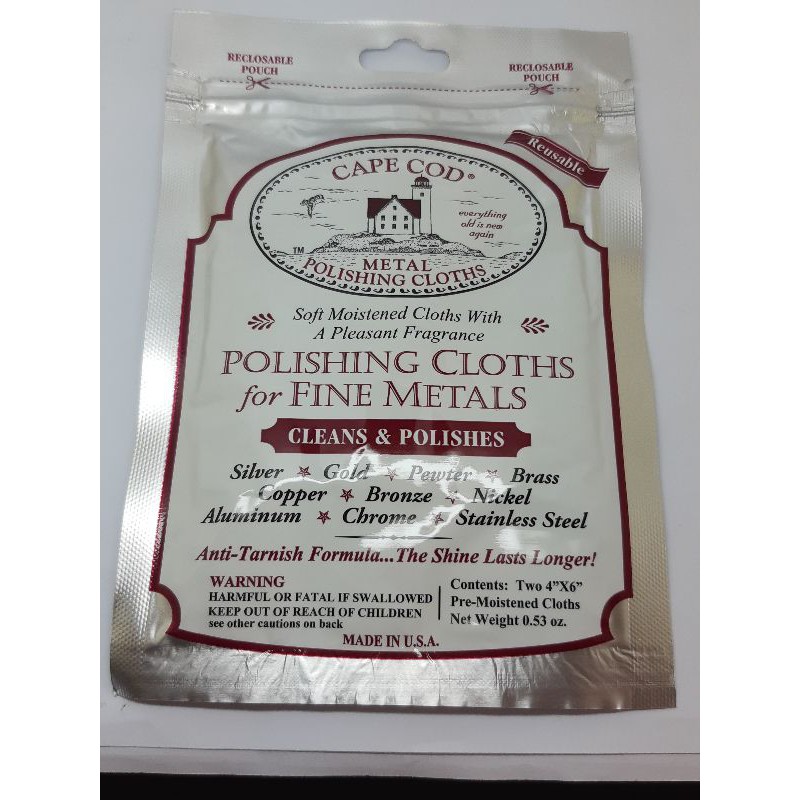 RECLOSABLE
POUCH
RECLOSABLE
POUCH
Reusable
CAPE COD®
everything
old is new
again
TM
METAL
POLISHING CLOTHS
Soft Moistened Cloths With
A Pleasant Fragrance
POLISHING CLOTHS
for FINE METALS
CLEANS & POLISHES
Silver ★ Gold ★ Pewter ★ Brass
Copper ★ Bronze ★ Nickel
Aluminum ★ Chrome ★ Stainless Steel
Anti-Tarnish Formula...The Shine Lasts Longer!
WARNING
HARMFUL OR FATAL IF SWALLOWED
KEEP OUT OF REACH OF CHILDREN
see other cautions on back
Contents: Two 4”X6”
Pre-Moistened Cloths
Net Weight 0.53 oz.
MADE IN U.S.A.